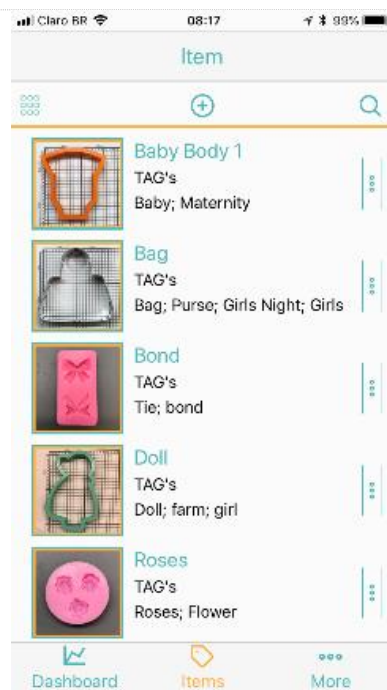 Claro BR 08:17 99%
Item
Baby Body 1
TAG's
Baby; Maternity
Bag
TAG's
Bag; Purse; Girls Night; Girls
Bond
TAG's
Tie; bond
Doll
TAG's
Doll; farm; girl
Roses
TAG's
Roses; Flower
Dashboard Items More